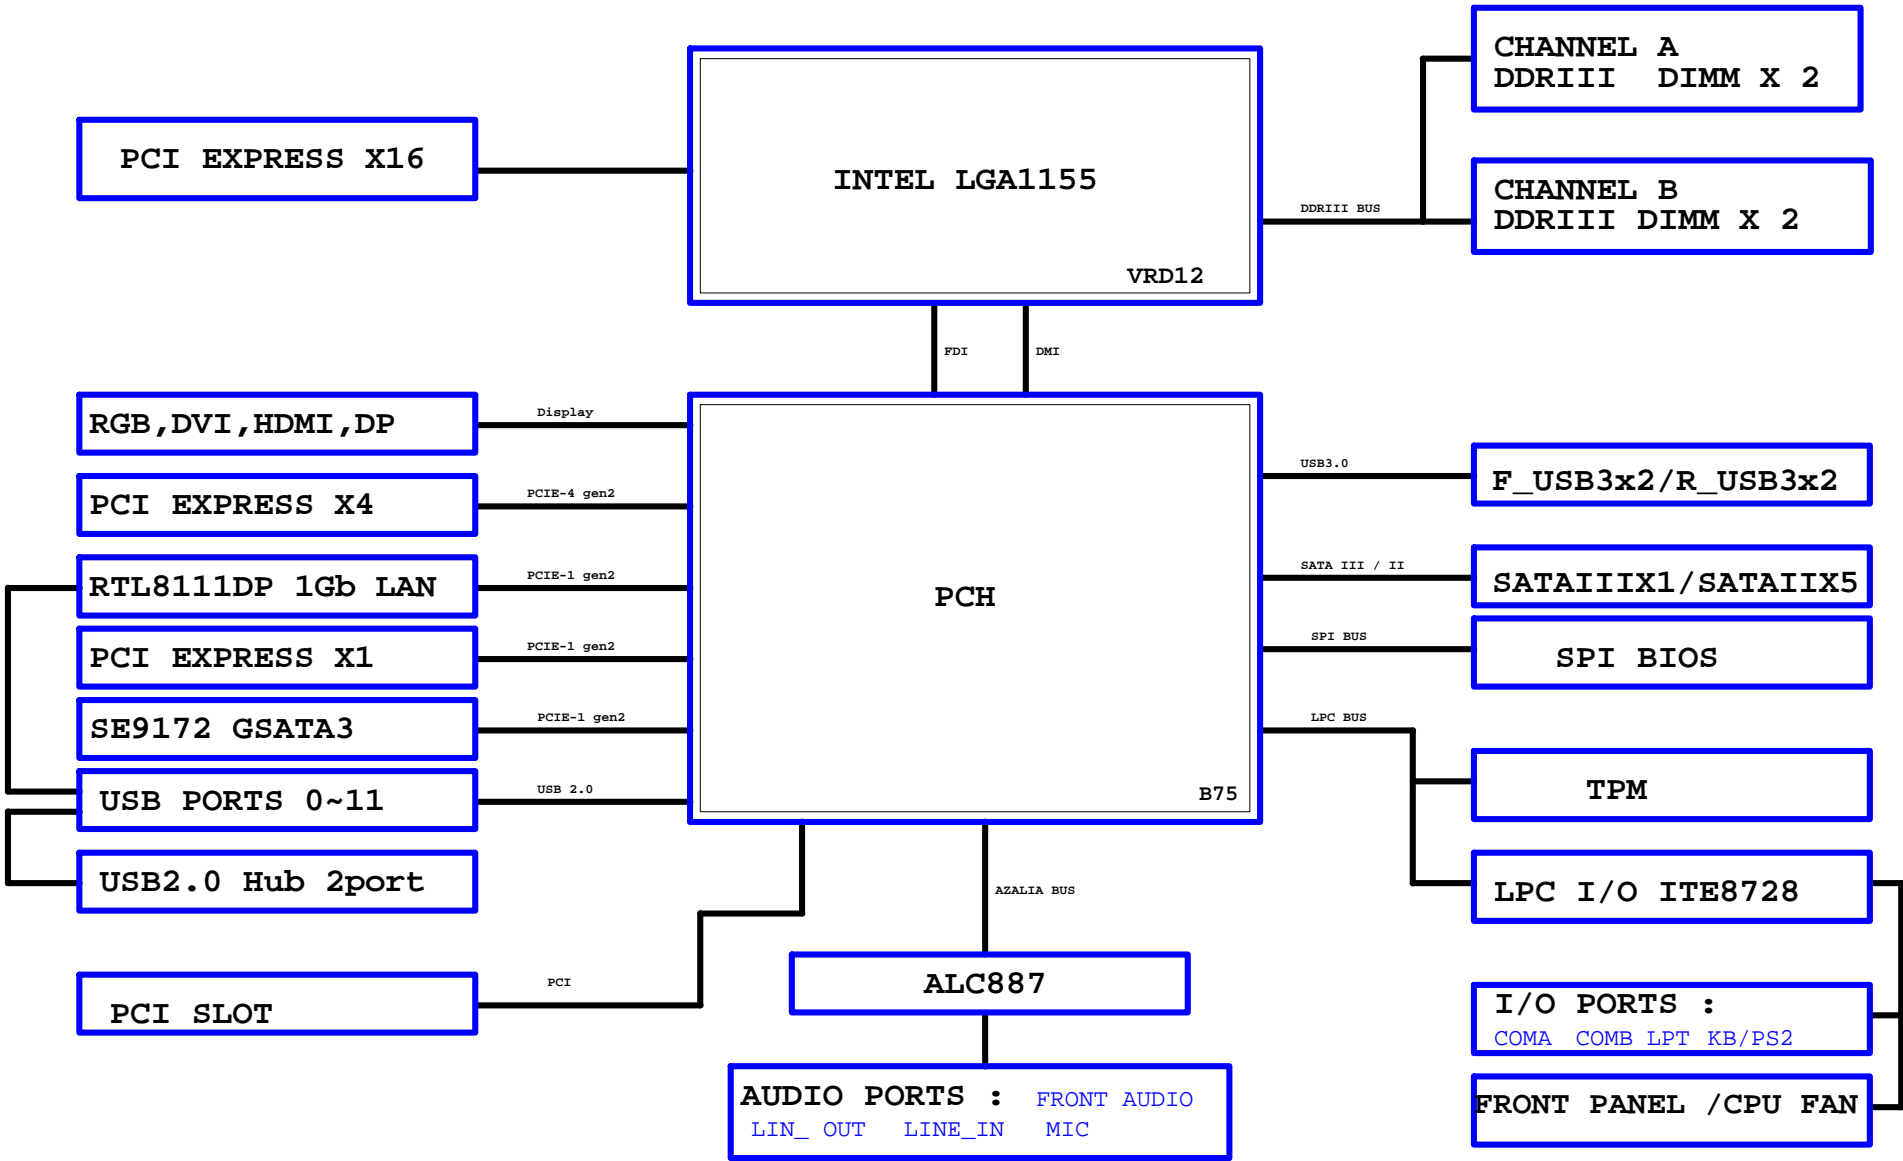 CHANNEL A
DDRIII DIMM X 2
PCI EXPRESS X16
INTEL LGA1155
CHANNEL B
DDRIII DIMM X 2
DDRIII BUS
VRD12
FDI
DMI
RGB,DVI,HDMI,DP
Display
USB3.0
F_USB3x2/R_USB3x2
PCI EXPRESS X4
PCIE-4 gen2
RTL8111DP 1Gb LAN
PCIE-1 gen2
PCH
SATA III / II
SATAIIIX1/SATAIIX5
PCI EXPRESS X1
PCIE-1 gen2
SPI BUS
SPI BIOS
SE9172 GSATA3
PCIE-1 gen2
LPC BUS
USB PORTS 0~11
USB 2.0
B75
TPM
USB2.0 Hub 2port
AZALIA BUS
LPC I/O ITE8728
PCI SLOT
PCI
ALC887
I/O PORTS :
COMA COMB LPT KB/PS2
AUDIO PORTS : FRONT AUDIO
LIN_ OUT LINE_IN MIC
FRONT PANEL /CPU FAN